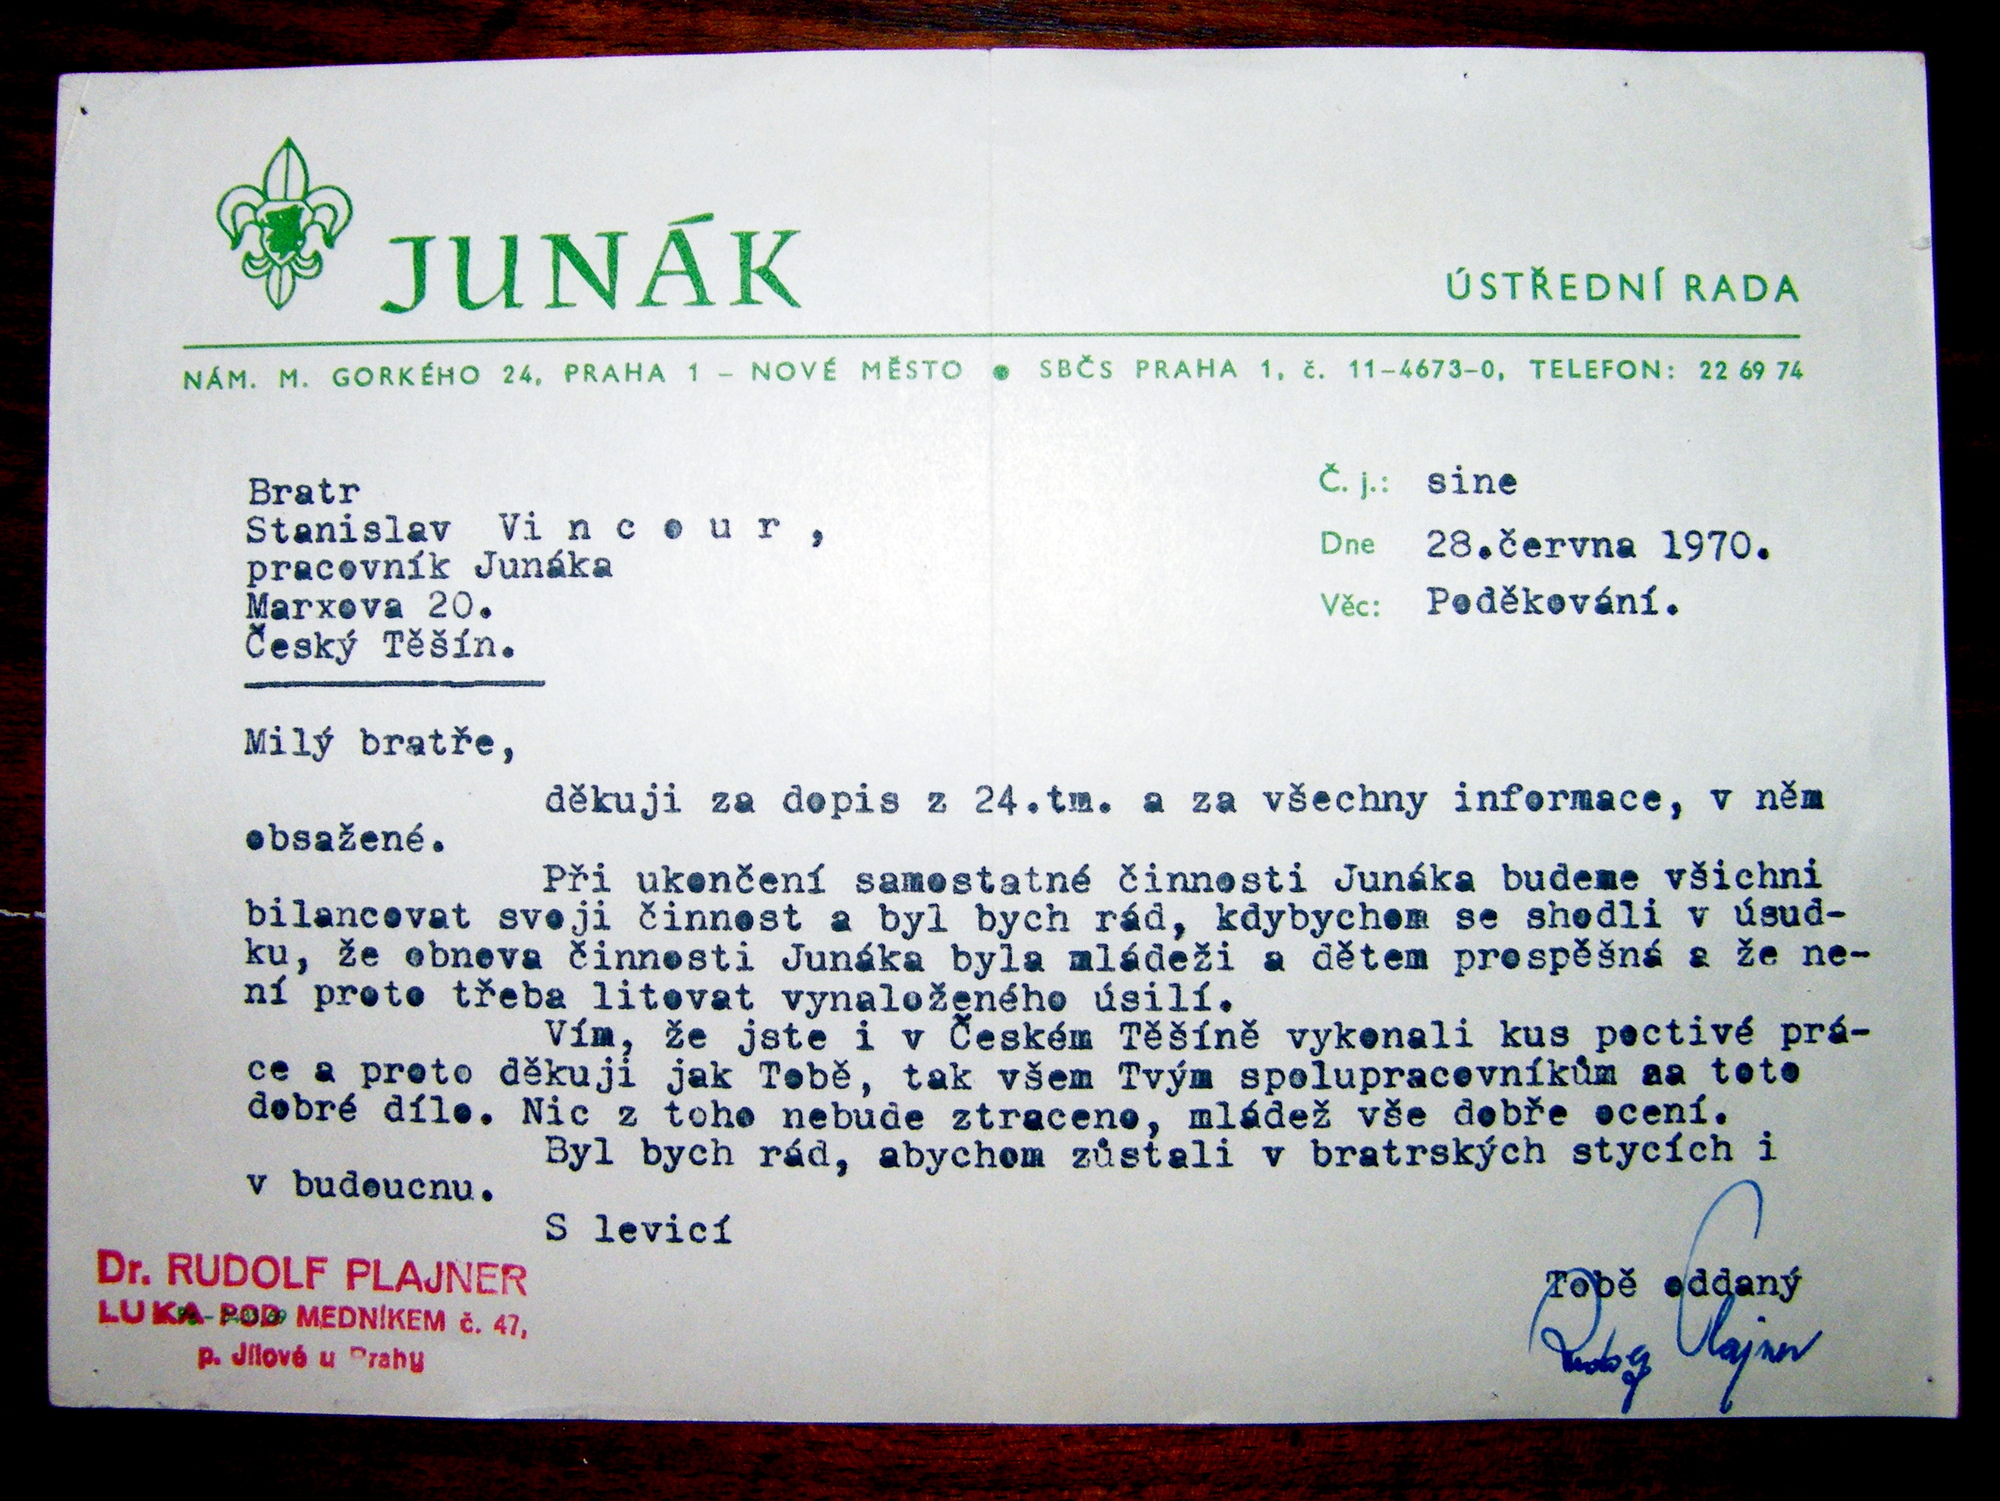 JUNÁK
ÚSTŘEDNÍ RADA
NÁM. M. GORKÉHO 24, PRAHA 1 – NOVÉ MĚSTO ● SBČS PRAHA 1, č. 11-4673-0, TELEFON: 22 69 74
Bratr
Stanislav V i n c o u r ,
pracovník Junáka
Marxova 20.
Český Těšín.
Č. j.: sine
Dne 28.června 1970.
Věc: Poděkování.
Milý bratře,
děkuji za dopis z 24.tm. a za všechny informace, v něm
obsažené.
Při ukončení samostatné činnosti Junáka budeme všichni
bilancovat svoji činnost a byl bych rád, kdybychom se shodli v úsud-
ku, že obnova činnosti Junáka byla mládeži a dětem prospěšná a že ne-
ní proto třeba litovat vynaloženého úsilí.
Vím, že jste i v Českém Těšíně vykonali kus poctivé prá-
ce a proto děkuji jak Tobě, tak všem Tvým spolupracovníkům aa toto
dobré dílo. Nic z toho nebude ztraceno, mládež vše dobře ocení.
Byl bych rád, abychom zůstali v bratrských stycích i
v budoucnu.
S levicí
Tobě oddaný
Rudolf Plajner
Dr. RUDOLF PLAJNER
LUKA POD MEDNÍKEM č. 47,
p. Jílové u Prahy